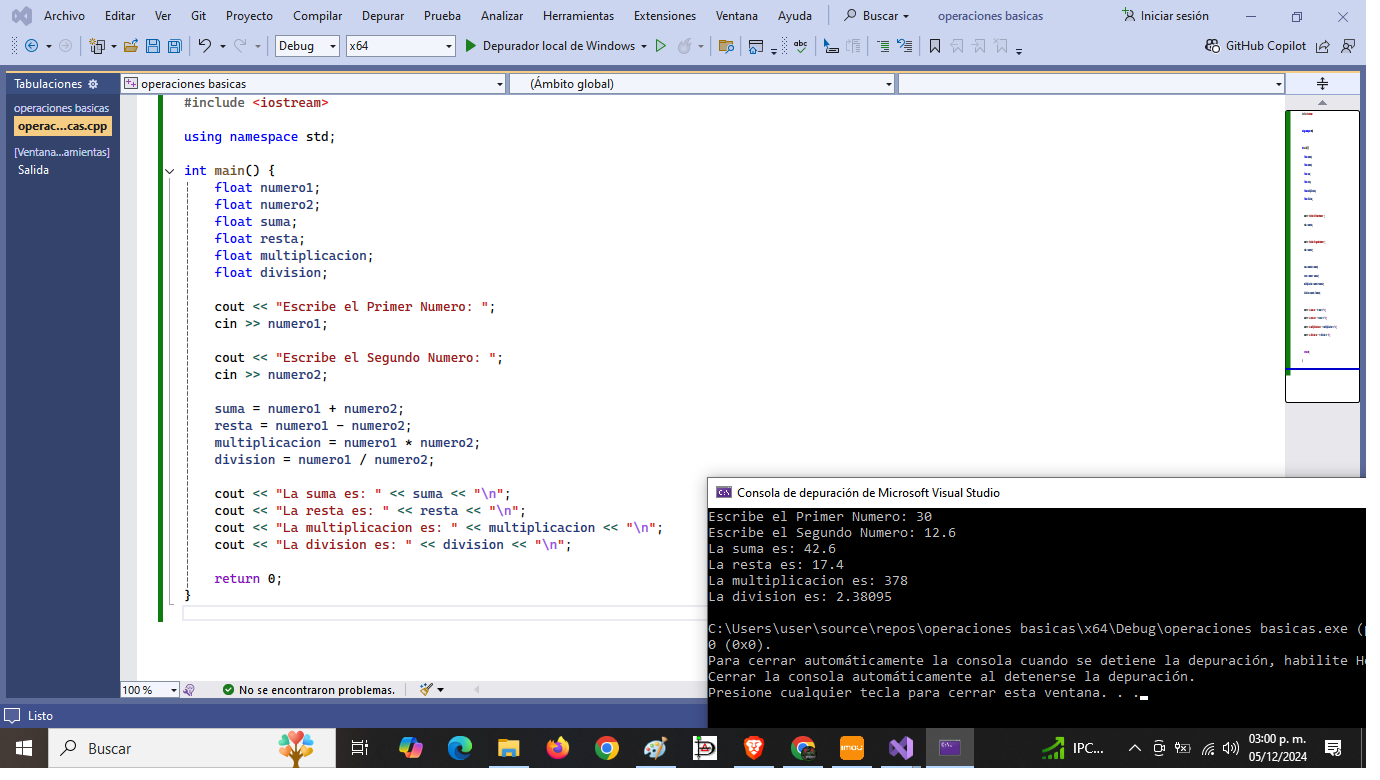 Archivo Editar Ver Git Proyecto Compilar Depurar Prueba Analizar Herramientas Extensiones Ventana Ayuda Buscar operaciones basicas Iniciar sesión
Debug x64 Depurador local de Windows GitHub Copilot
Tabulaciones operaciones basicas (Ámbito global)
operaciones basicas
operac...cas.cpp
[Ventana...amientas]
Salida
#include <iostream>
using namespace std;
int main() {
float numero1;
float numero2;
float suma;
float resta;
float multiplicacion;
float division;
cout << "Escribe el Primer Numero: ";
cin >> numero1;
cout << "Escribe el Segundo Numero: ";
cin >> numero2;
suma = numero1 + numero2;
resta = numero1 - numero2;
multiplicacion = numero1 * numero2;
division = numero1 / numero2;
cout << "La suma es: " << suma << "\n";
cout << "La resta es: " << resta << "\n";
cout << "La multiplicacion es: " << multiplicacion << "\n";
cout << "La division es: " << division << "\n";
return 0;
}
Consola de depuración de Microsoft Visual Studio
Escribe el Primer Numero: 30
Escribe el Segundo Numero: 12.6
La suma es: 42.6
La resta es: 17.4
La multiplicacion es: 378
La division es: 2.38095
C:\Users\user\source\repos\operaciones basicas\x64\Debug\operaciones basicas.exe (
0 (0x0).
Para cerrar automáticamente la consola cuando se detiene la depuración, habilite
Cerrar la consola automáticamente al detenerse la depuración.
Presione cualquier tecla para cerrar esta ventana. . .
100 % No se encontraron problemas.
Listo
Buscar IPC... 03:00 p. m.
05/12/2024